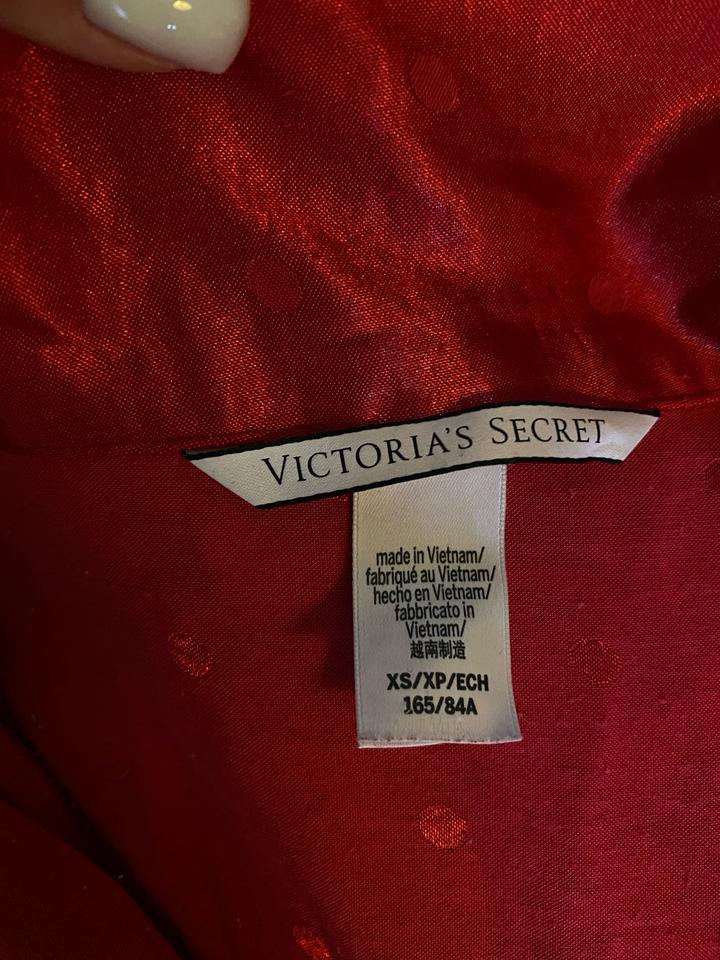 VICTORIA'S SECRET
made in Vietnam/
fabriqué au Vietnam/
hecho en Vietnam/
fabbricato in
Vietnam/
越南制造
XS/XP/ECH
165/84A